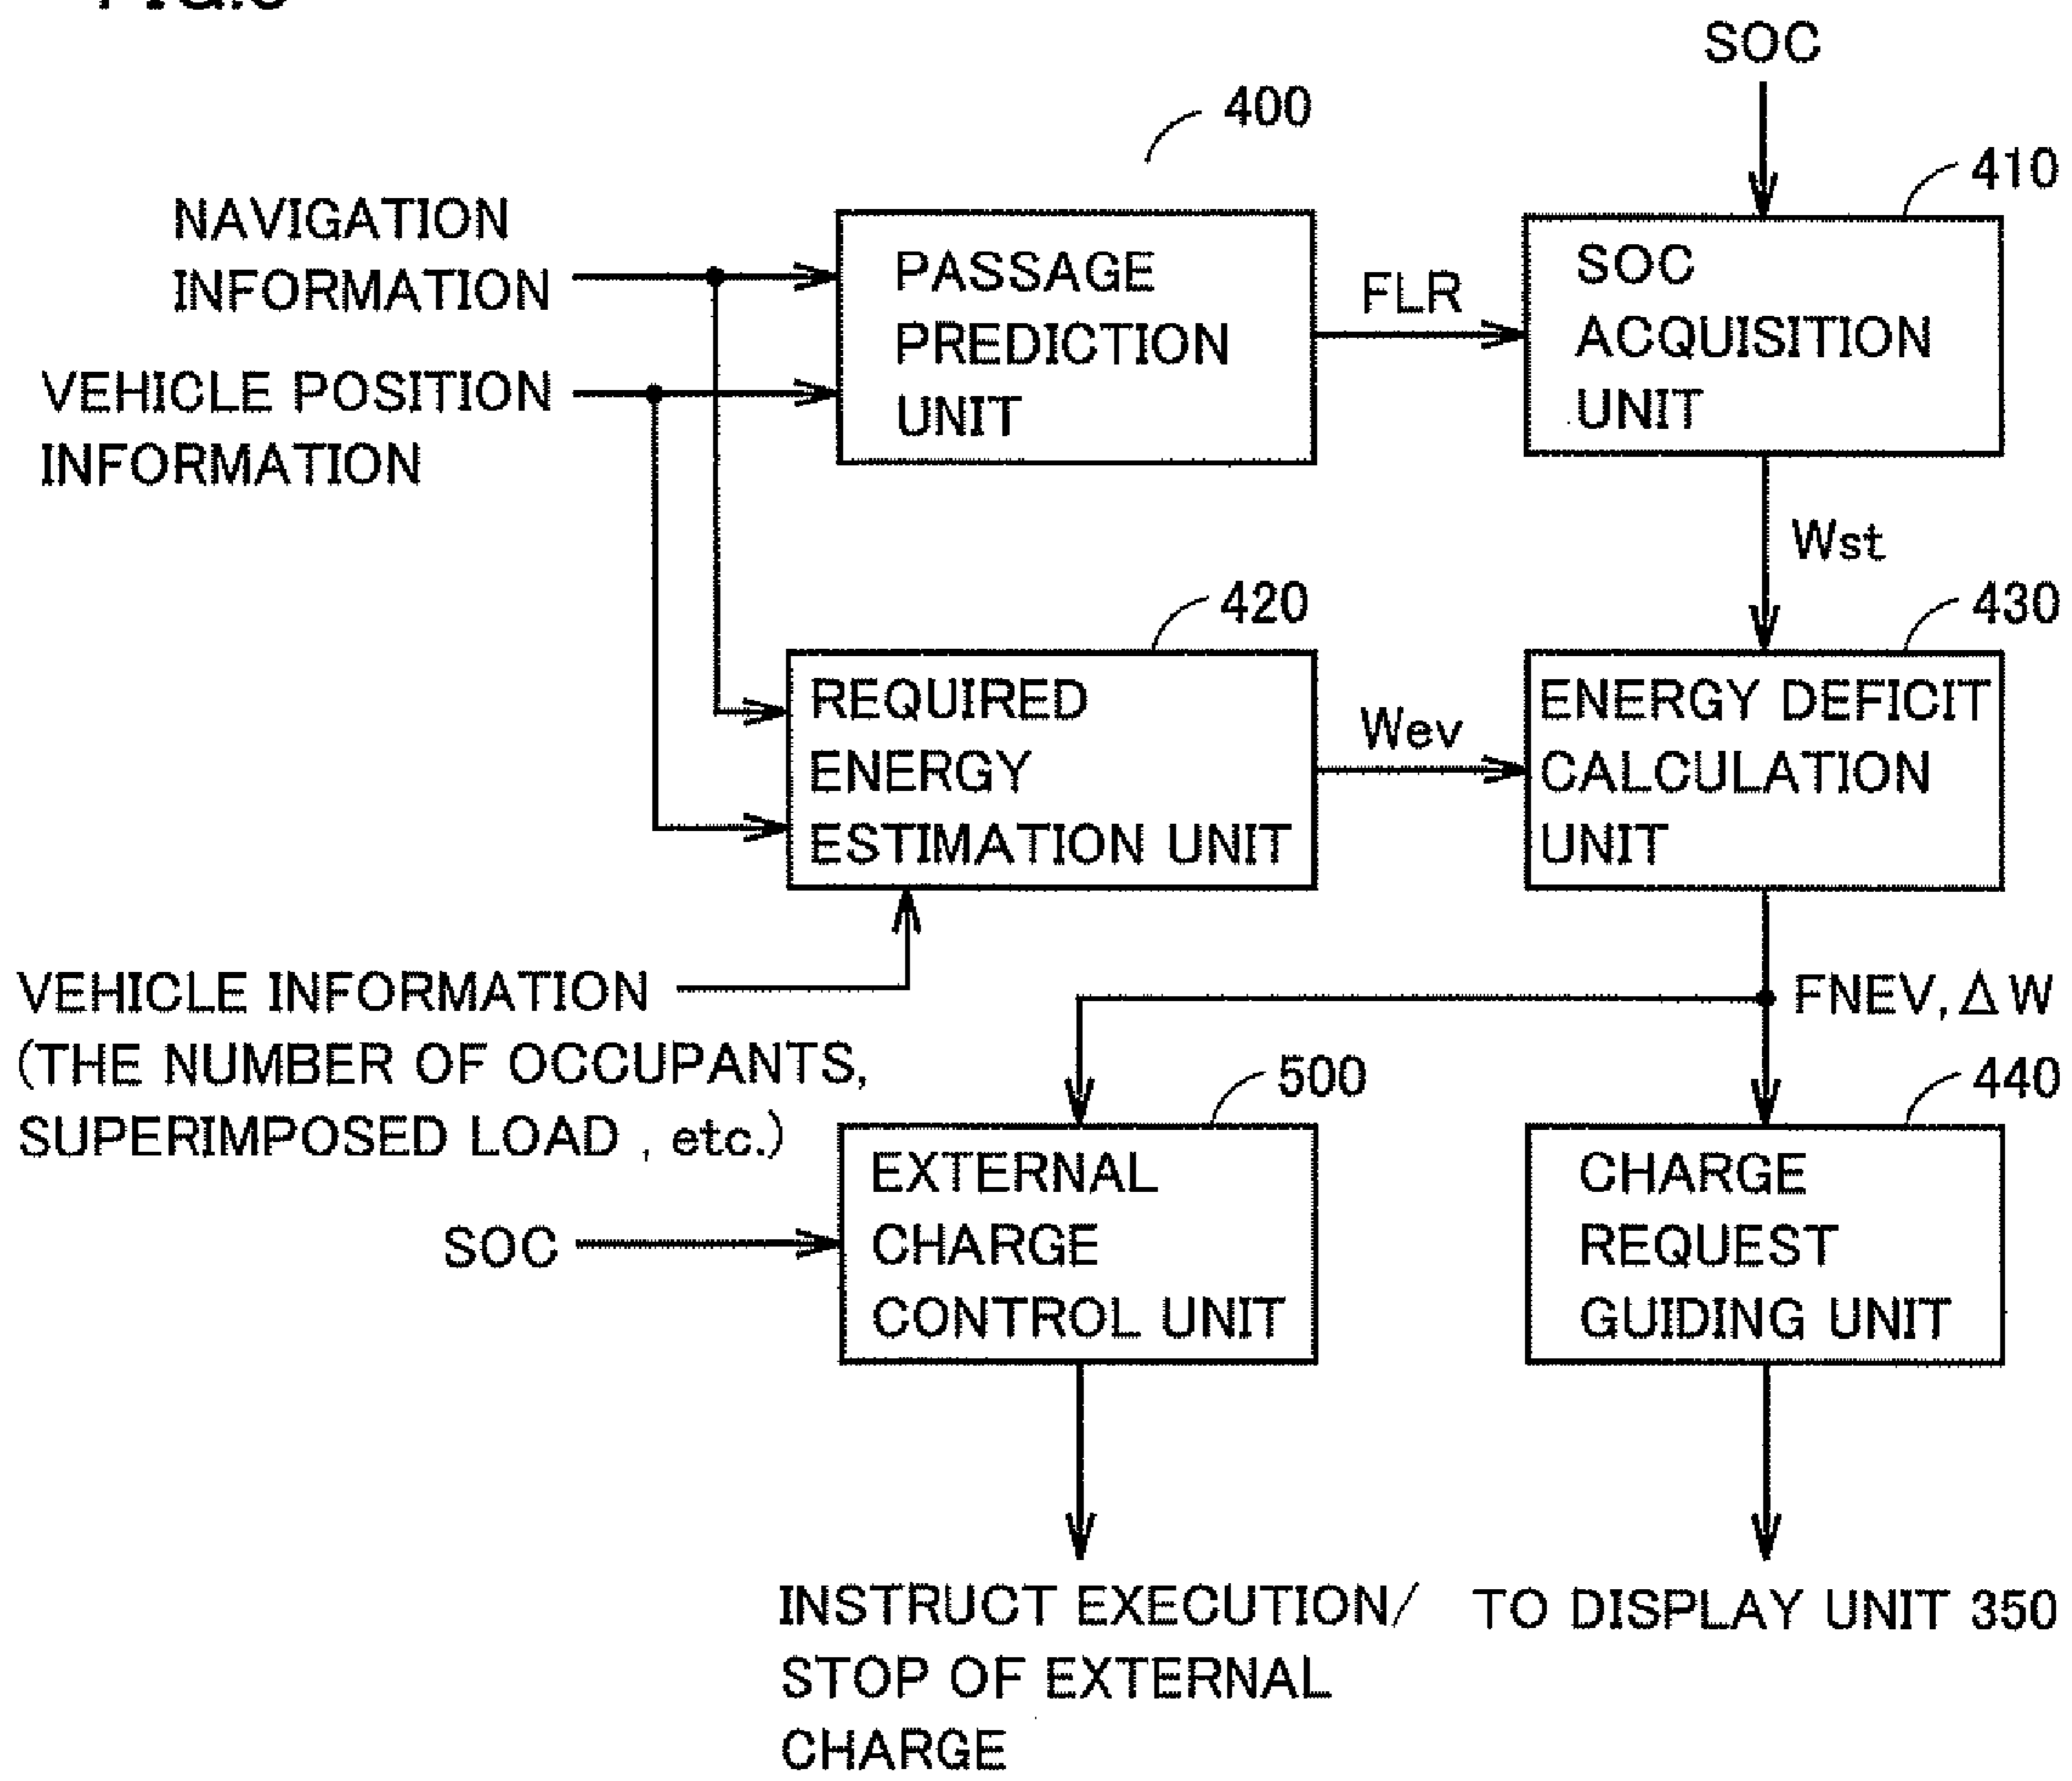 SOC
400
410
NAVIGATION
INFORMATION
PASSAGE
PREDICTION
UNIT
FLR
SOC
ACQUISITION
UNIT
VEHICLE POSITION
INFORMATION
Wst
420
430
REQUIRED
ENERGY
ESTIMATION UNIT
Wev
ENERGY DEFICIT
CALCULATION
UNIT
VEHICLE INFORMATION
(THE NUMBER OF OCCUPANTS,
SUPERIMPOSED LOAD , etc.)
FNEV, Δ W
500
440
SOC
EXTERNAL
CHARGE
CONTROL UNIT
CHARGE
REQUEST
GUIDING UNIT
INSTRUCT EXECUTION/
STOP OF EXTERNAL
CHARGE
TO DISPLAY UNIT 350